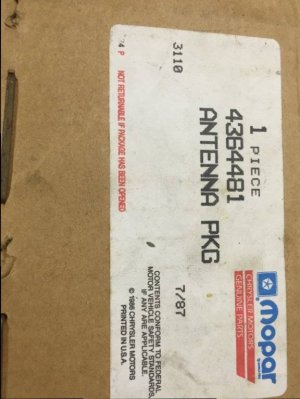 Mopar
CHRYSLER MOTORS
GENUINE PARTS
1 PIECE
4364481
ANTENNA PKG
3110
7/87
CONTENTS CONFORM TO FEDERAL
MOTOR VEHICLE SAFETY STANDARDS,
IF ANY ARE APPLICABLE.
© 1986 CHRYSLER MOTORS
PRINTED IN U.S.A.
NOT RETURNABLE IF PACKAGE HAS BEEN OPENED